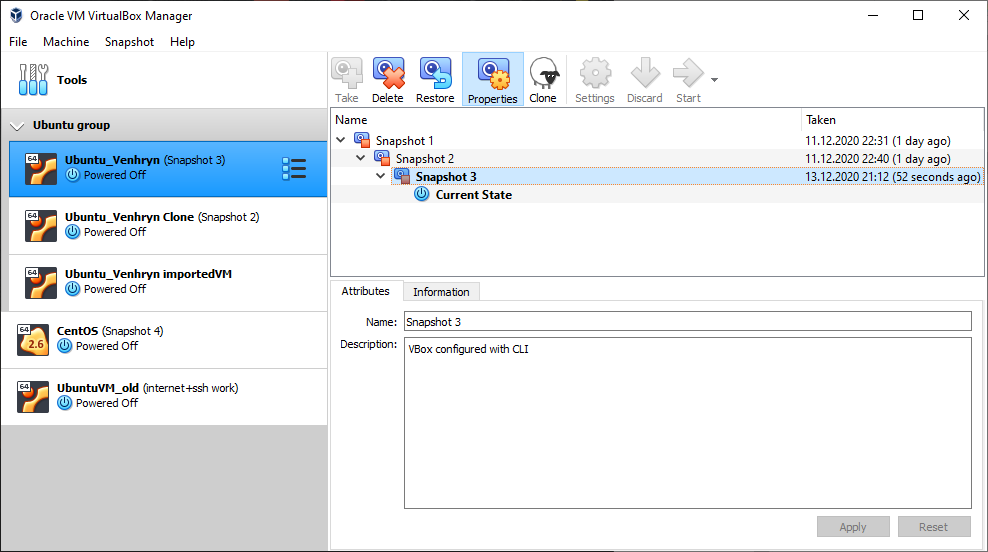 Oracle VM VirtualBox Manager
File Machine Snapshot Help
Tools
Ubuntu group
64
Ubuntu_Venhryn (Snapshot 3)
Powered Off
64
Ubuntu_Venhryn Clone (Snapshot 2)
Powered Off
64
Ubuntu_Venhryn importedVM
Powered Off
64
2.6
CentOS (Snapshot 4)
Powered Off
64
UbuntuVM_old (internet+ssh work)
Powered Off
Take Delete Restore Properties Clone Settings Discard Start
Name Taken
Snapshot 1 11.12.2020 22:31 (1 day ago)
Snapshot 2 11.12.2020 22:40 (1 day ago)
Snapshot 3 13.12.2020 21:12 (52 seconds ago)
Current State
Attributes Information
Name: Snapshot 3
Description: VBox configured with CLI
Apply Reset